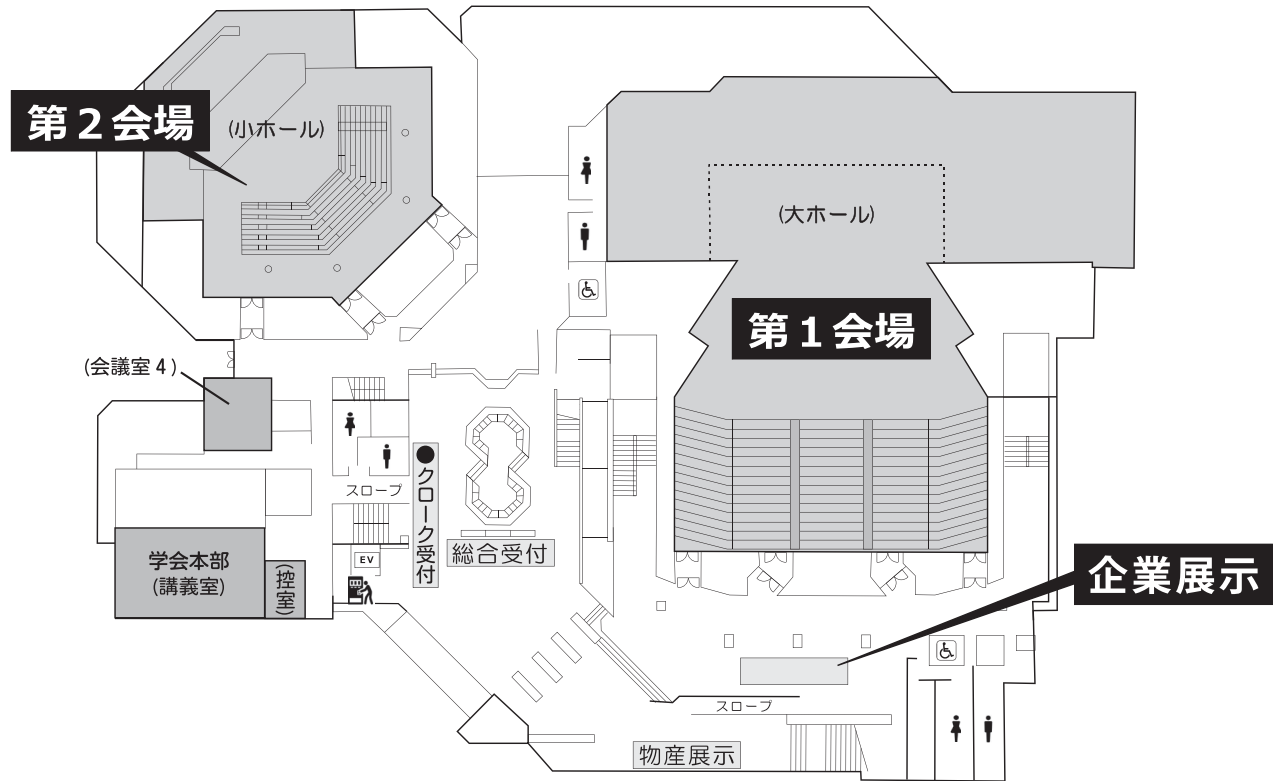 第2会場
(小ホール)
(大ホール)
第1会場
(会議室4)
スロープ
●クローク受付
総合受付
EV
学会本部
(講義室)
(控室)
企業展示
スロープ
物産展示